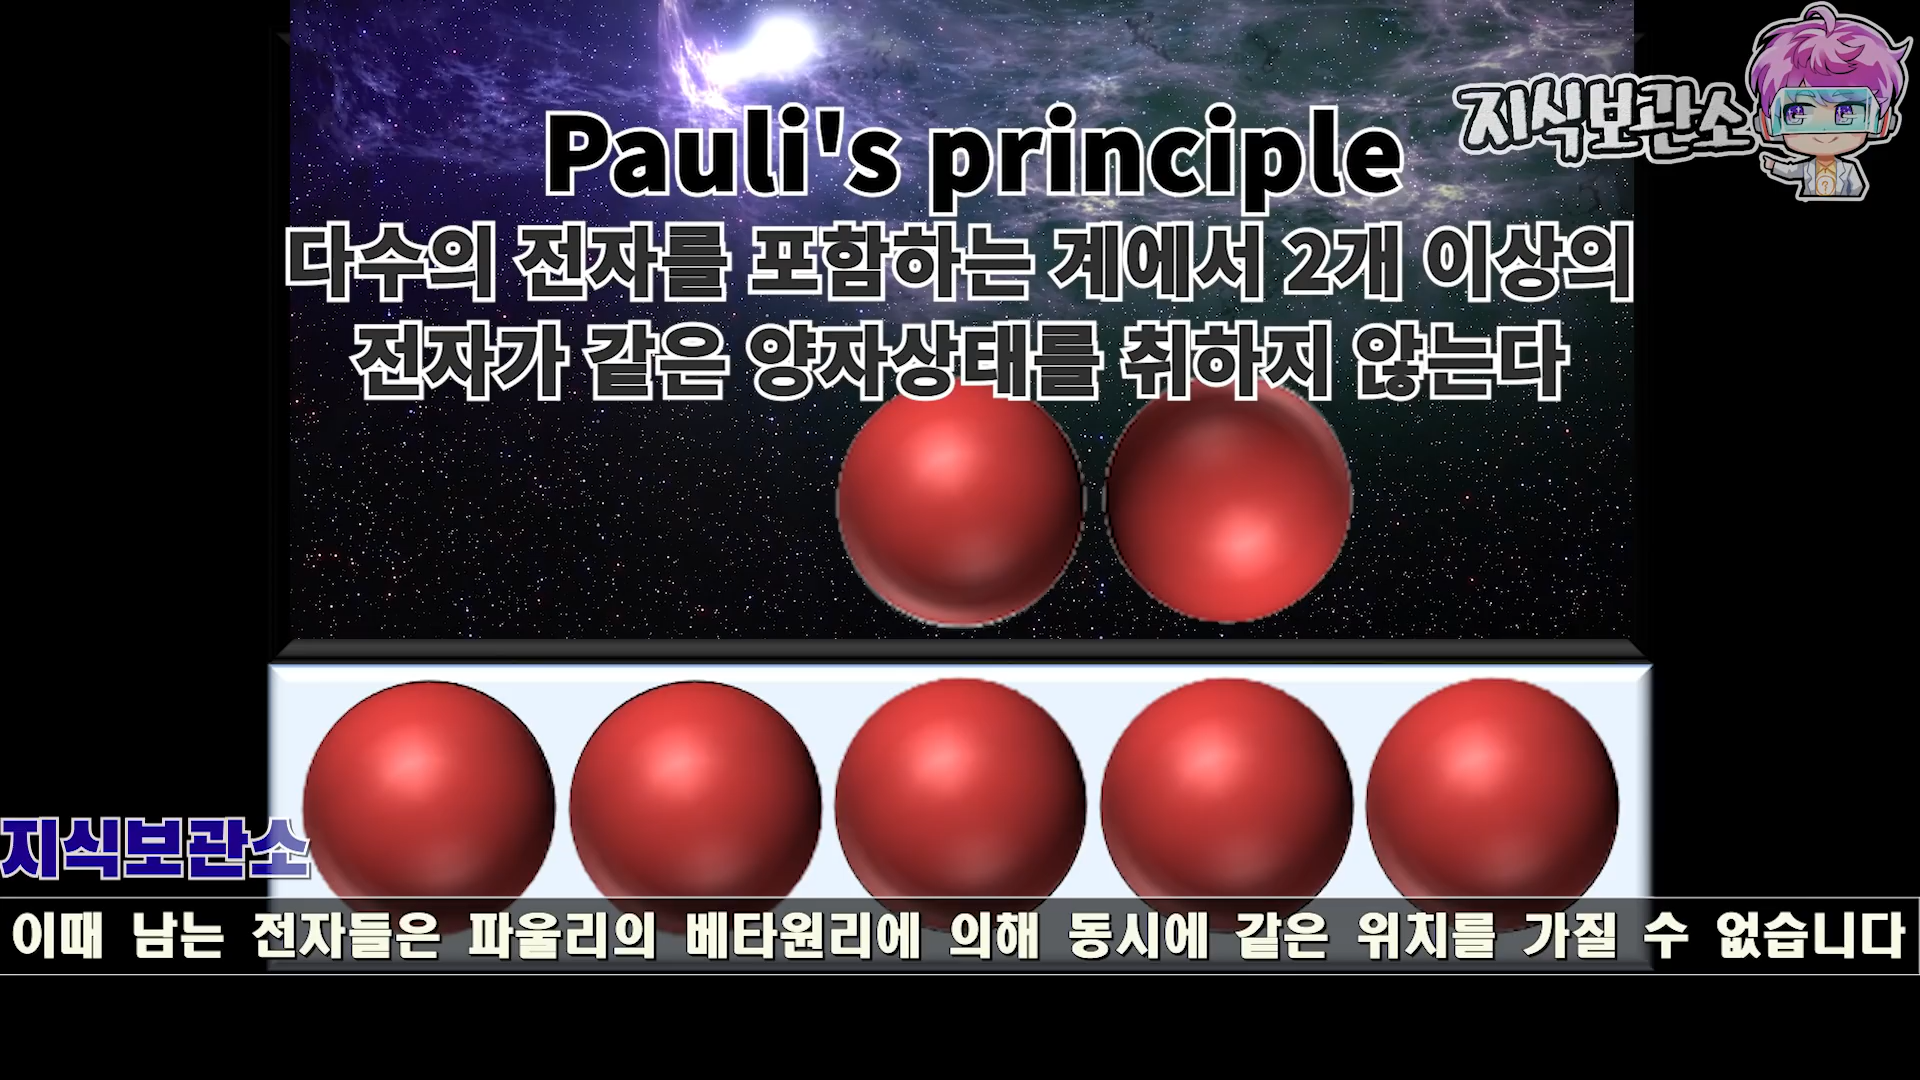 지식보관소
Pauli's principle
다수의 전자를 포함하는 계에서 2개 이상의
전자가 같은 양자상태를 취하지 않는다
지식보관소
이때 남는 전자들은 파울리의 베타원리에 의해 동시에 같은 위치를 가질 수 없습니다